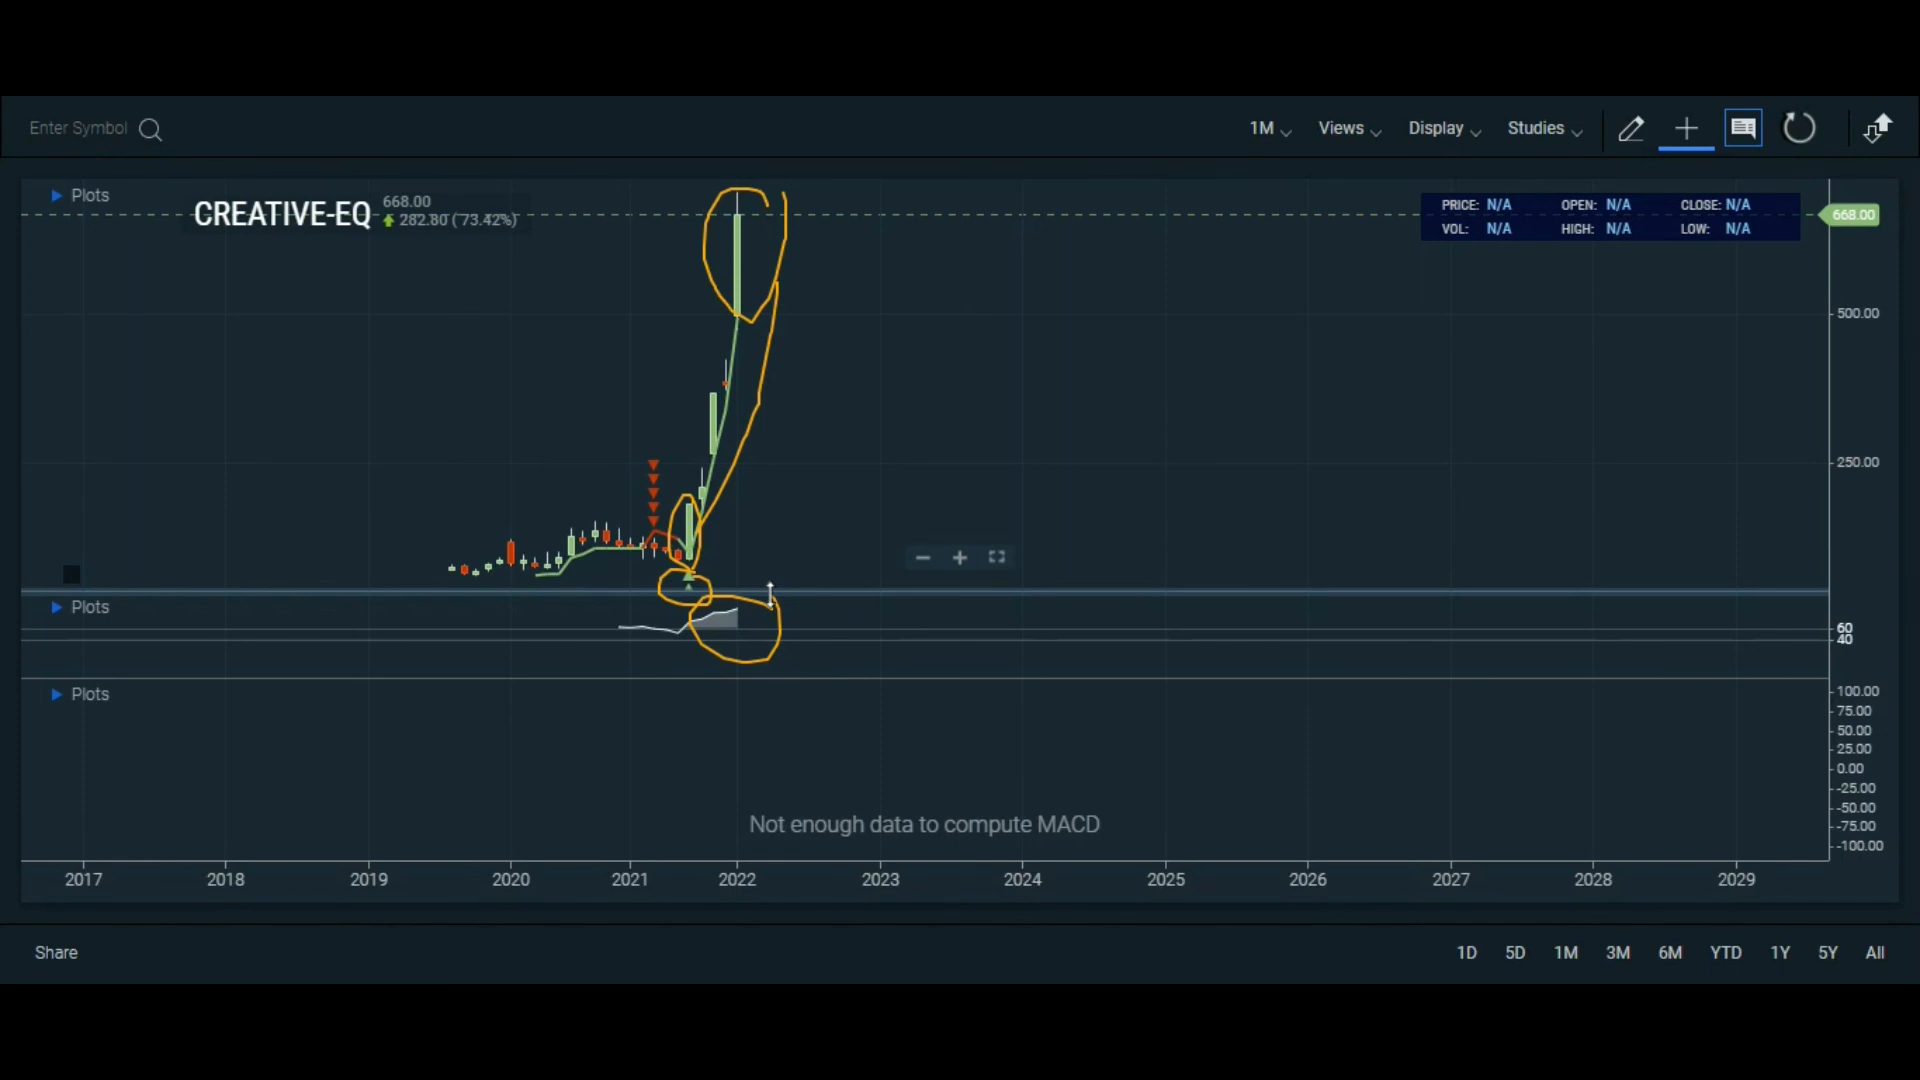 Enter Symbol
1M Views Display Studies
Plots
CREATIVE-EQ 668.00
282.80 (73.42%)
PRICE: N/A OPEN: N/A CLOSE: N/A
VOL: N/A HIGH: N/A LOW: N/A
668.00
500.00
250.00
Plots
60
40
Plots
100.00
75.00
50.00
25.00
0.00
-25.00
-50.00
-75.00
-100.00
Not enough data to compute MACD
2017 2018 2019 2020 2021 2022 2023 2024 2025 2026 2027 2028 2029
Share
1D 5D 1M 3M 6M YTD 1Y 5Y All